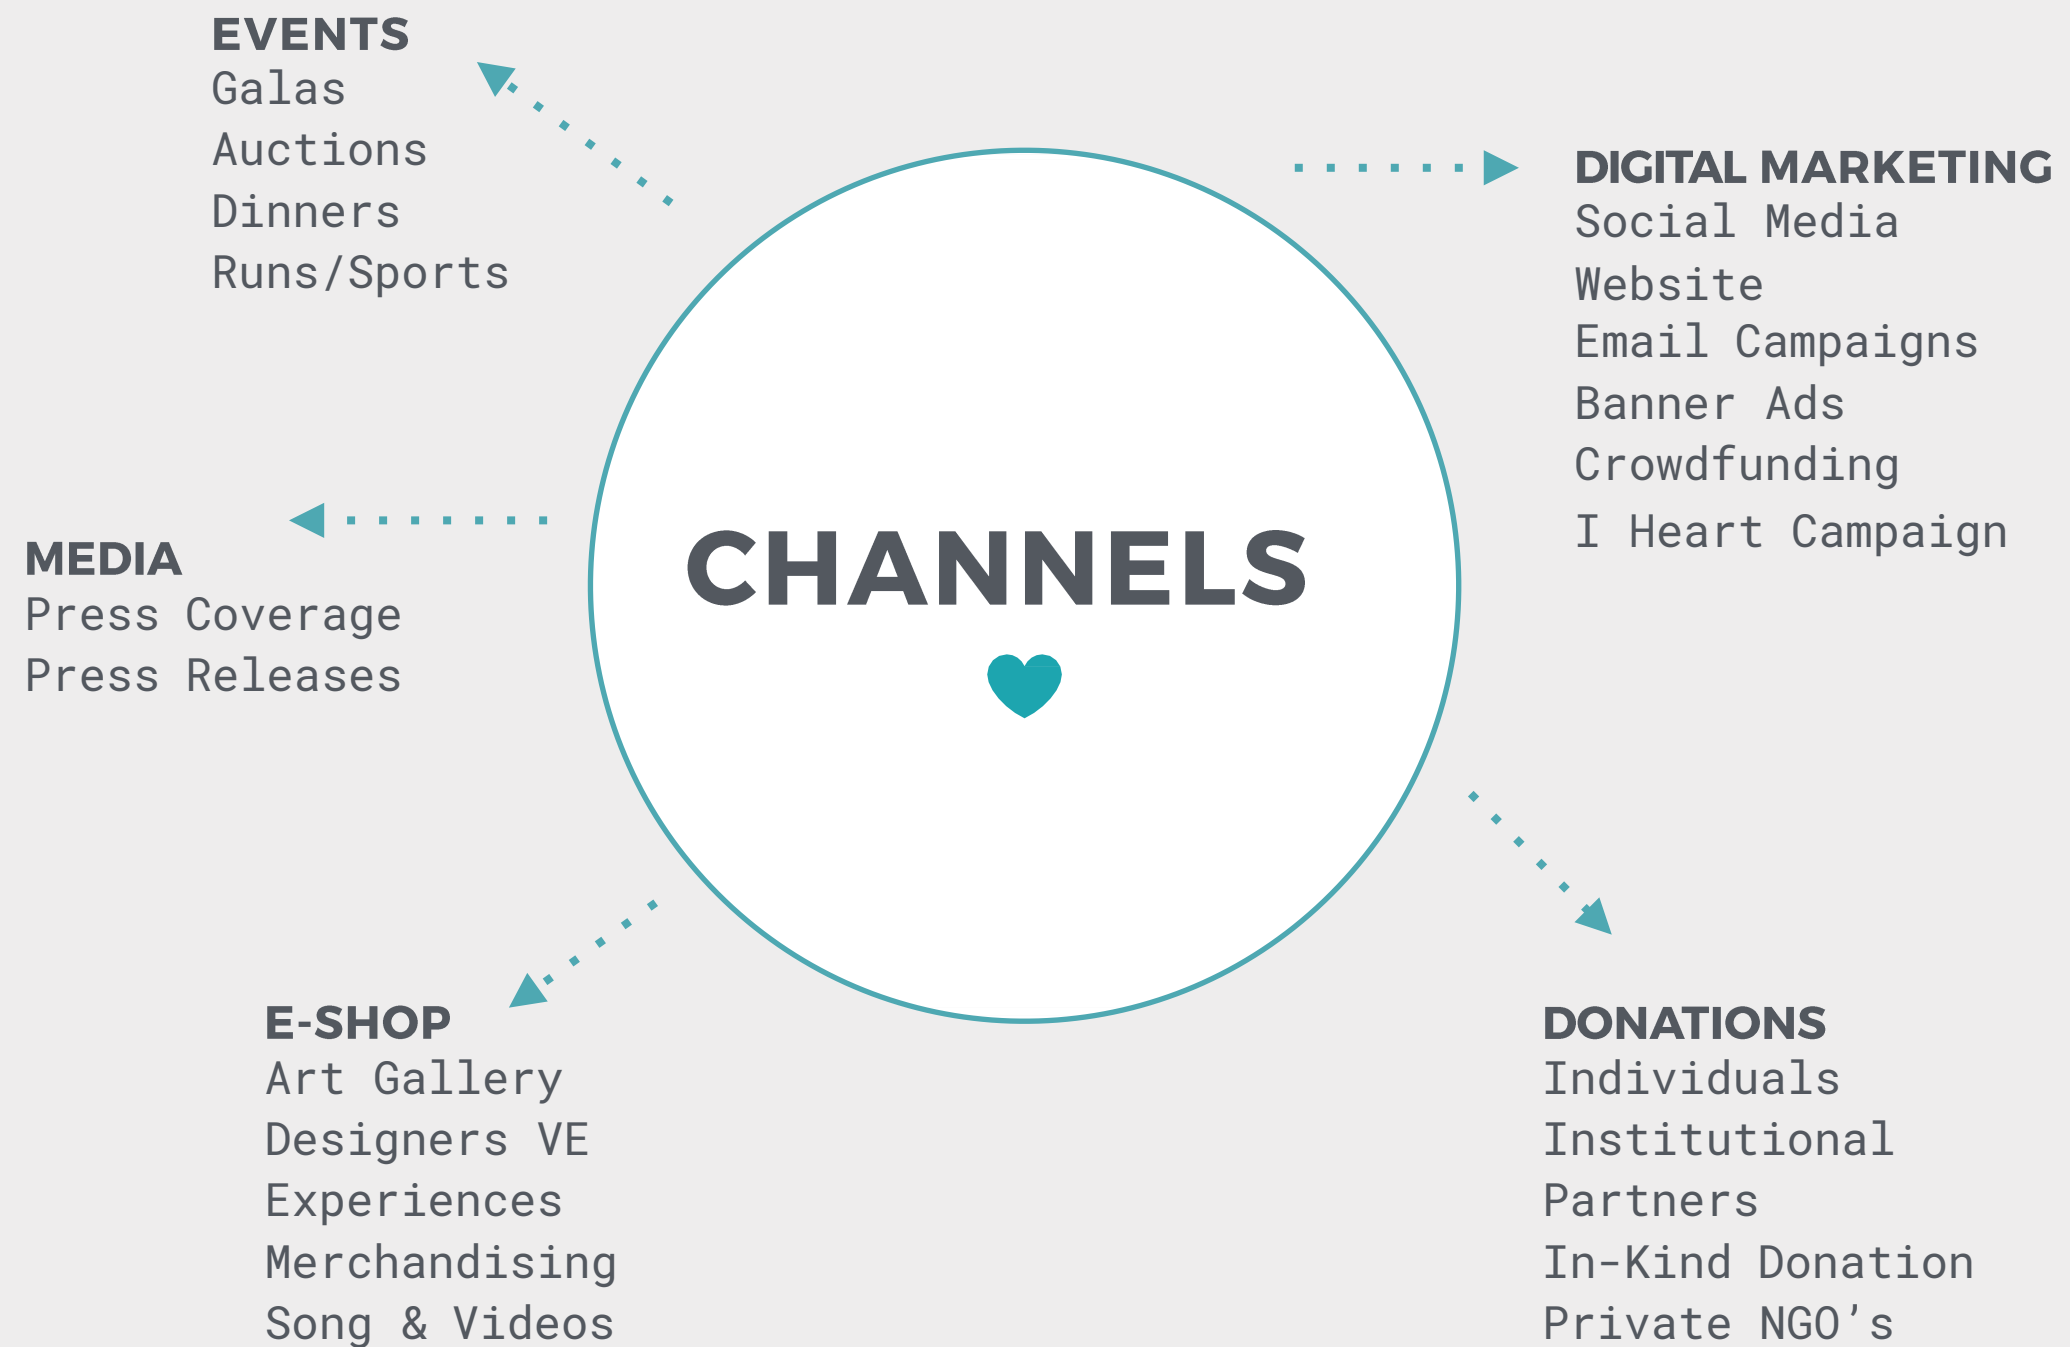 EVENTS
Galas
Auctions
Dinners
Runs/Sports
DIGITAL MARKETING
Social Media
Website
Email Campaigns
Banner Ads
Crowdfunding
I Heart Campaign
CHANNELS
MEDIA
Press Coverage
Press Releases
E-SHOP
Art Gallery
Designers VE
Experiences
Merchandising
Song & Videos
DONATIONS
Individuals
Institutional
Partners
In-Kind Donation
Private NGO’s